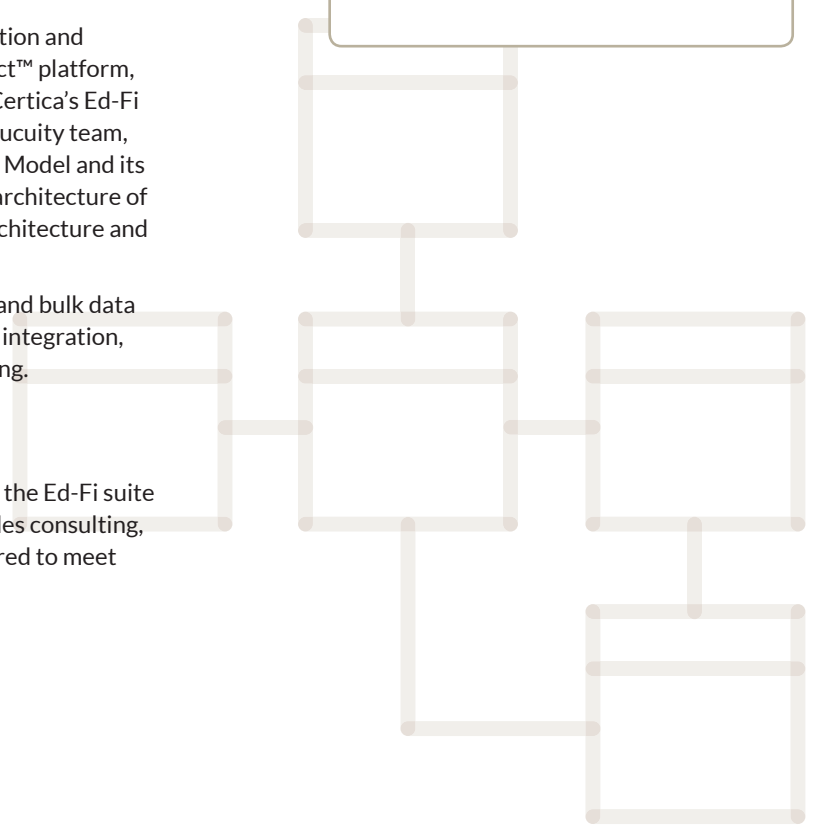 tion and
ct™ platform,
Certica's Ed-Fi
ucuity team,
Model and its
architecture of
chitecture and
and bulk data
integration,
ng.
the Ed-Fi suite
les consulting,
red to meet